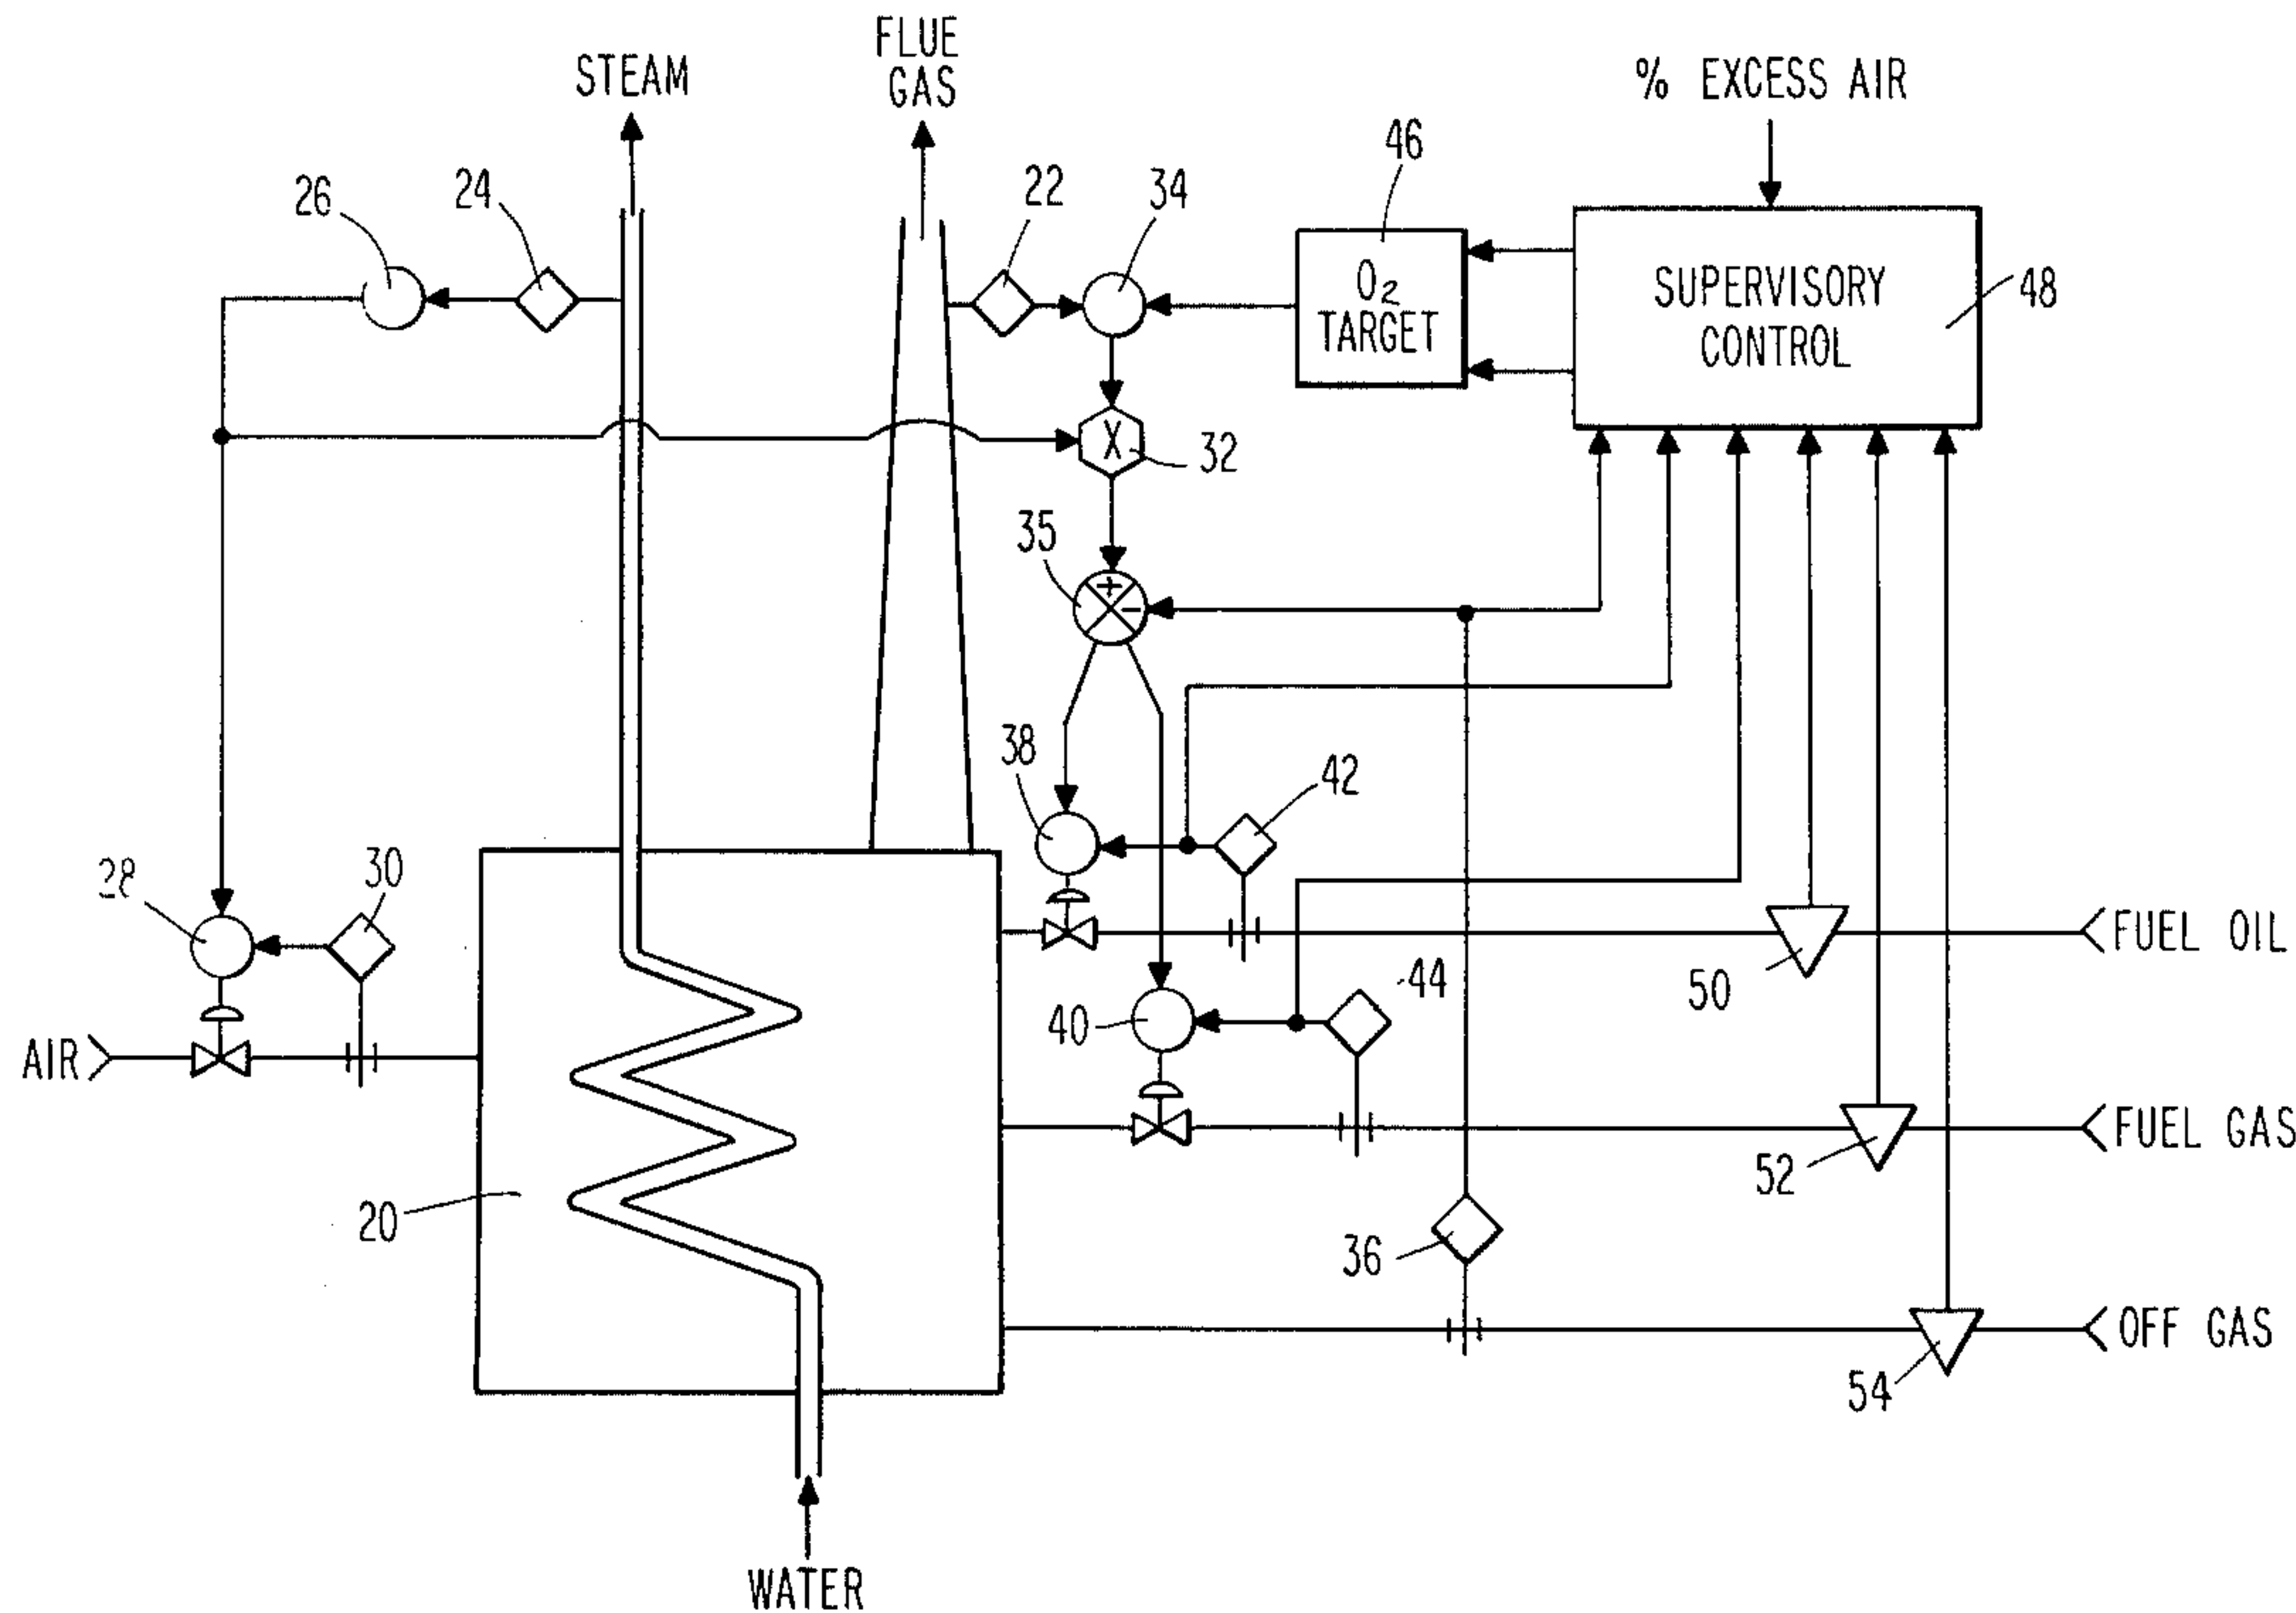 FLUE
GAS
STEAM
% EXCESS AIR
46
26
24
22
34
O2
TARGET
SUPERVISORY
CONTROL
48
X
32
35
+
-
38
42
28
30
FUEL OIL
50
44
40
AIR
FUEL GAS
52
20
36
OFF GAS
54
WATER